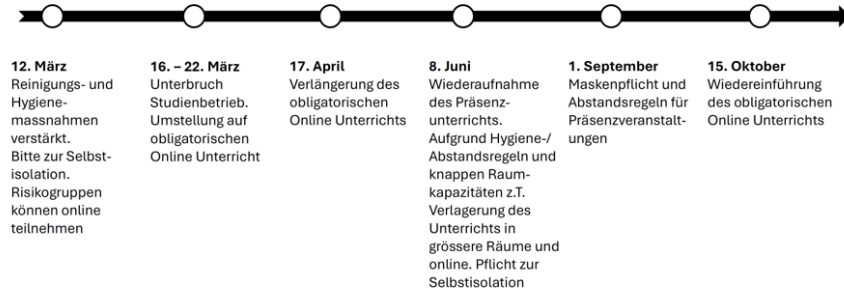 12. März
Reinigungs- und
Hygiene-
massnahmen
verstärkt.
Bitte zur Selbst-
isolation.
Risikogruppen
können online
teilnehmen
16. – 22. März
Unterbruch
Studienbetrieb.
Umstellung auf
obligatorischen
Online Unterricht
17. April
Verlängerung des
obligatorischen
Online Unterrichts
8. Juni
Wiederaufnahme
des Präsenz-
unterrichts.
Aufgrund Hygiene-/
Abstandsregeln und
knappen Raum-
kapazitäten z.T.
Verlagerung des
Unterrichts in
grössere Räume und
online. Pflicht zur
Selbstisolation
1. September
Maskenpflicht und
Abstandsregeln für
Präsenzveranstalt-
ungen
15. Oktober
Wiedereinführung
des obligatorischen
Online Unterrichts